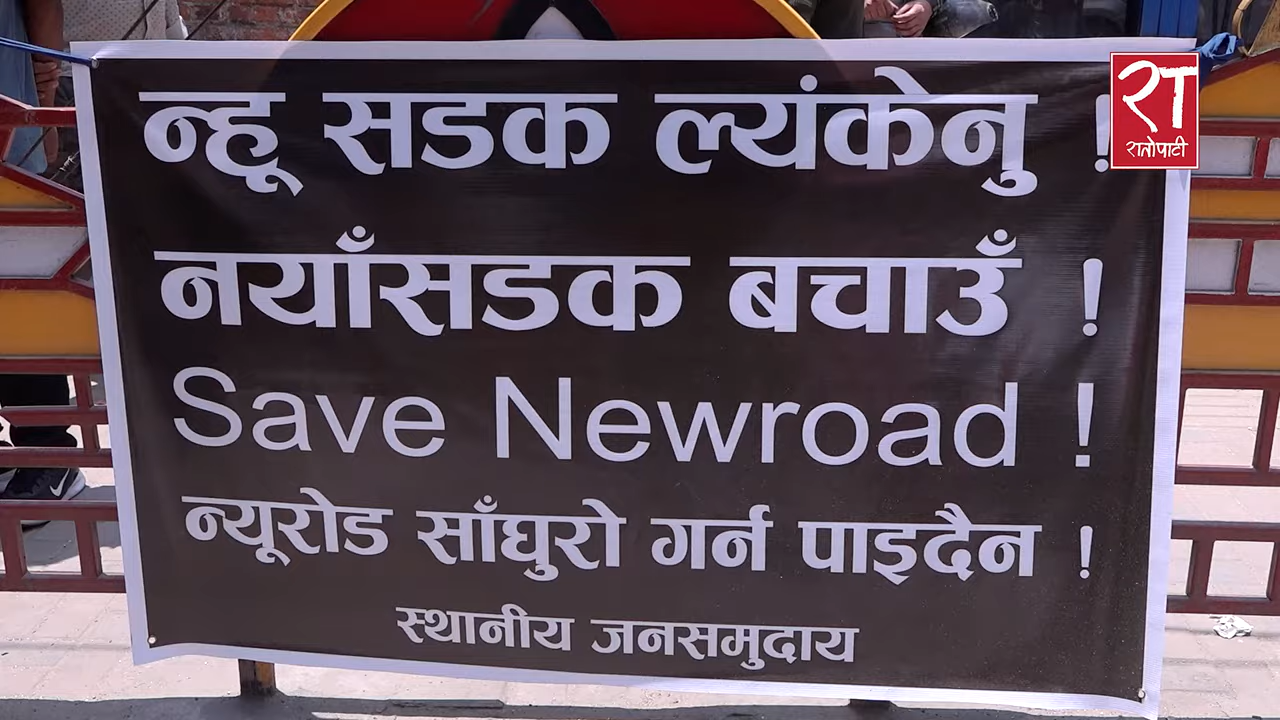 न्हू सडक ल्यंकेनु !
नयाँसडक बचाउँ !
Save Newroad !
न्यूरोड साँघुरो गर्न पाइदैन !
स्थानीय जनसमुदाय
रा
रातोपाटी